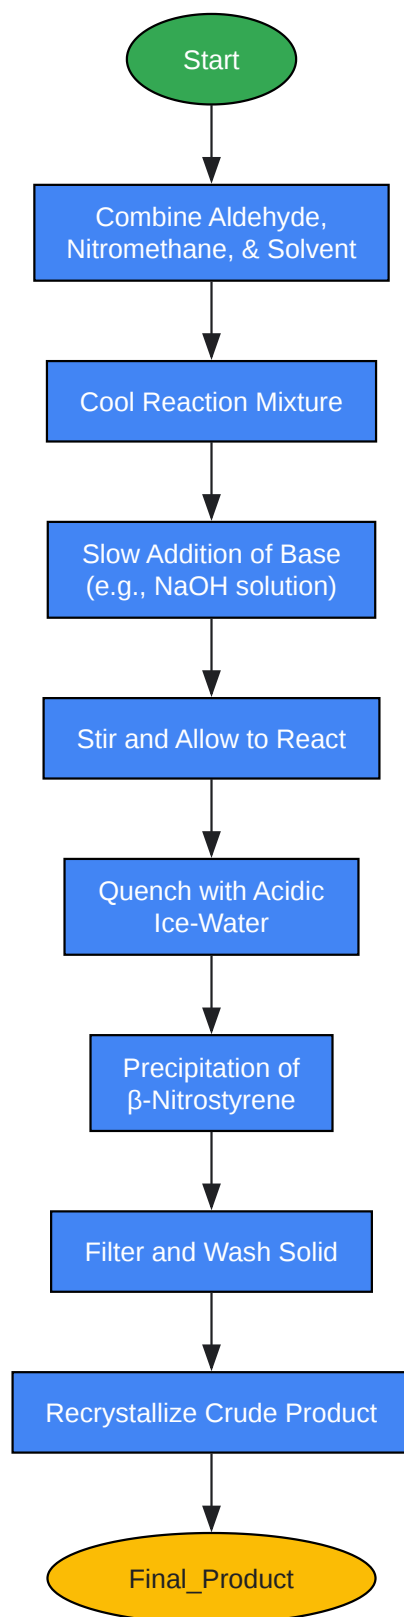 Start
Combine Aldehyde,
Nitromethane, & Solvent
Cool Reaction Mixture
Slow Addition of Base
(e.g., NaOH solution)
Stir and Allow to React
Quench with Acidic
Ice-Water
Precipitation of
β-Nitrostyrene
Filter and Wash Solid
Recrystallize Crude Product
Final_Product